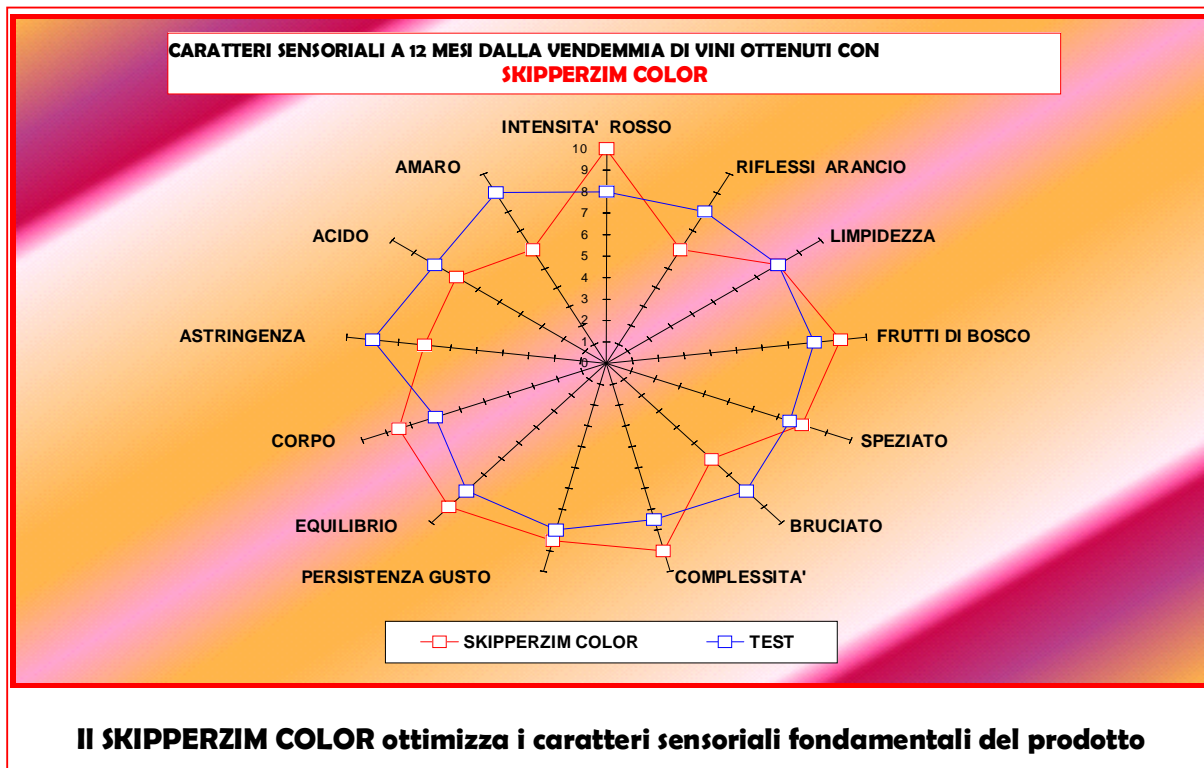 CARATTERI SENSORIALI A 12 MESI DALLA VENDEMMIA DI VINI OTTENUTI CON
SKIPPERZIM COLOR
INTENSITA' ROSSO
RIFLESSI ARANCIO
LIMPIDEZZA
FRUTTI DI BOSCO
SPEZIATO
BRUCIATO
COMPLESSITA'
PERSISTENZA GUSTO
EQUILIBRIO
CORPO
ASTRINGENZA
ACIDO
AMARO
10
9
8
7
6
5
4
3
2
1
0
SKIPPERZIM COLOR
TEST
Il SKIPPERZIM COLOR ottimizza i caratteri sensoriali fondamentali del prodotto